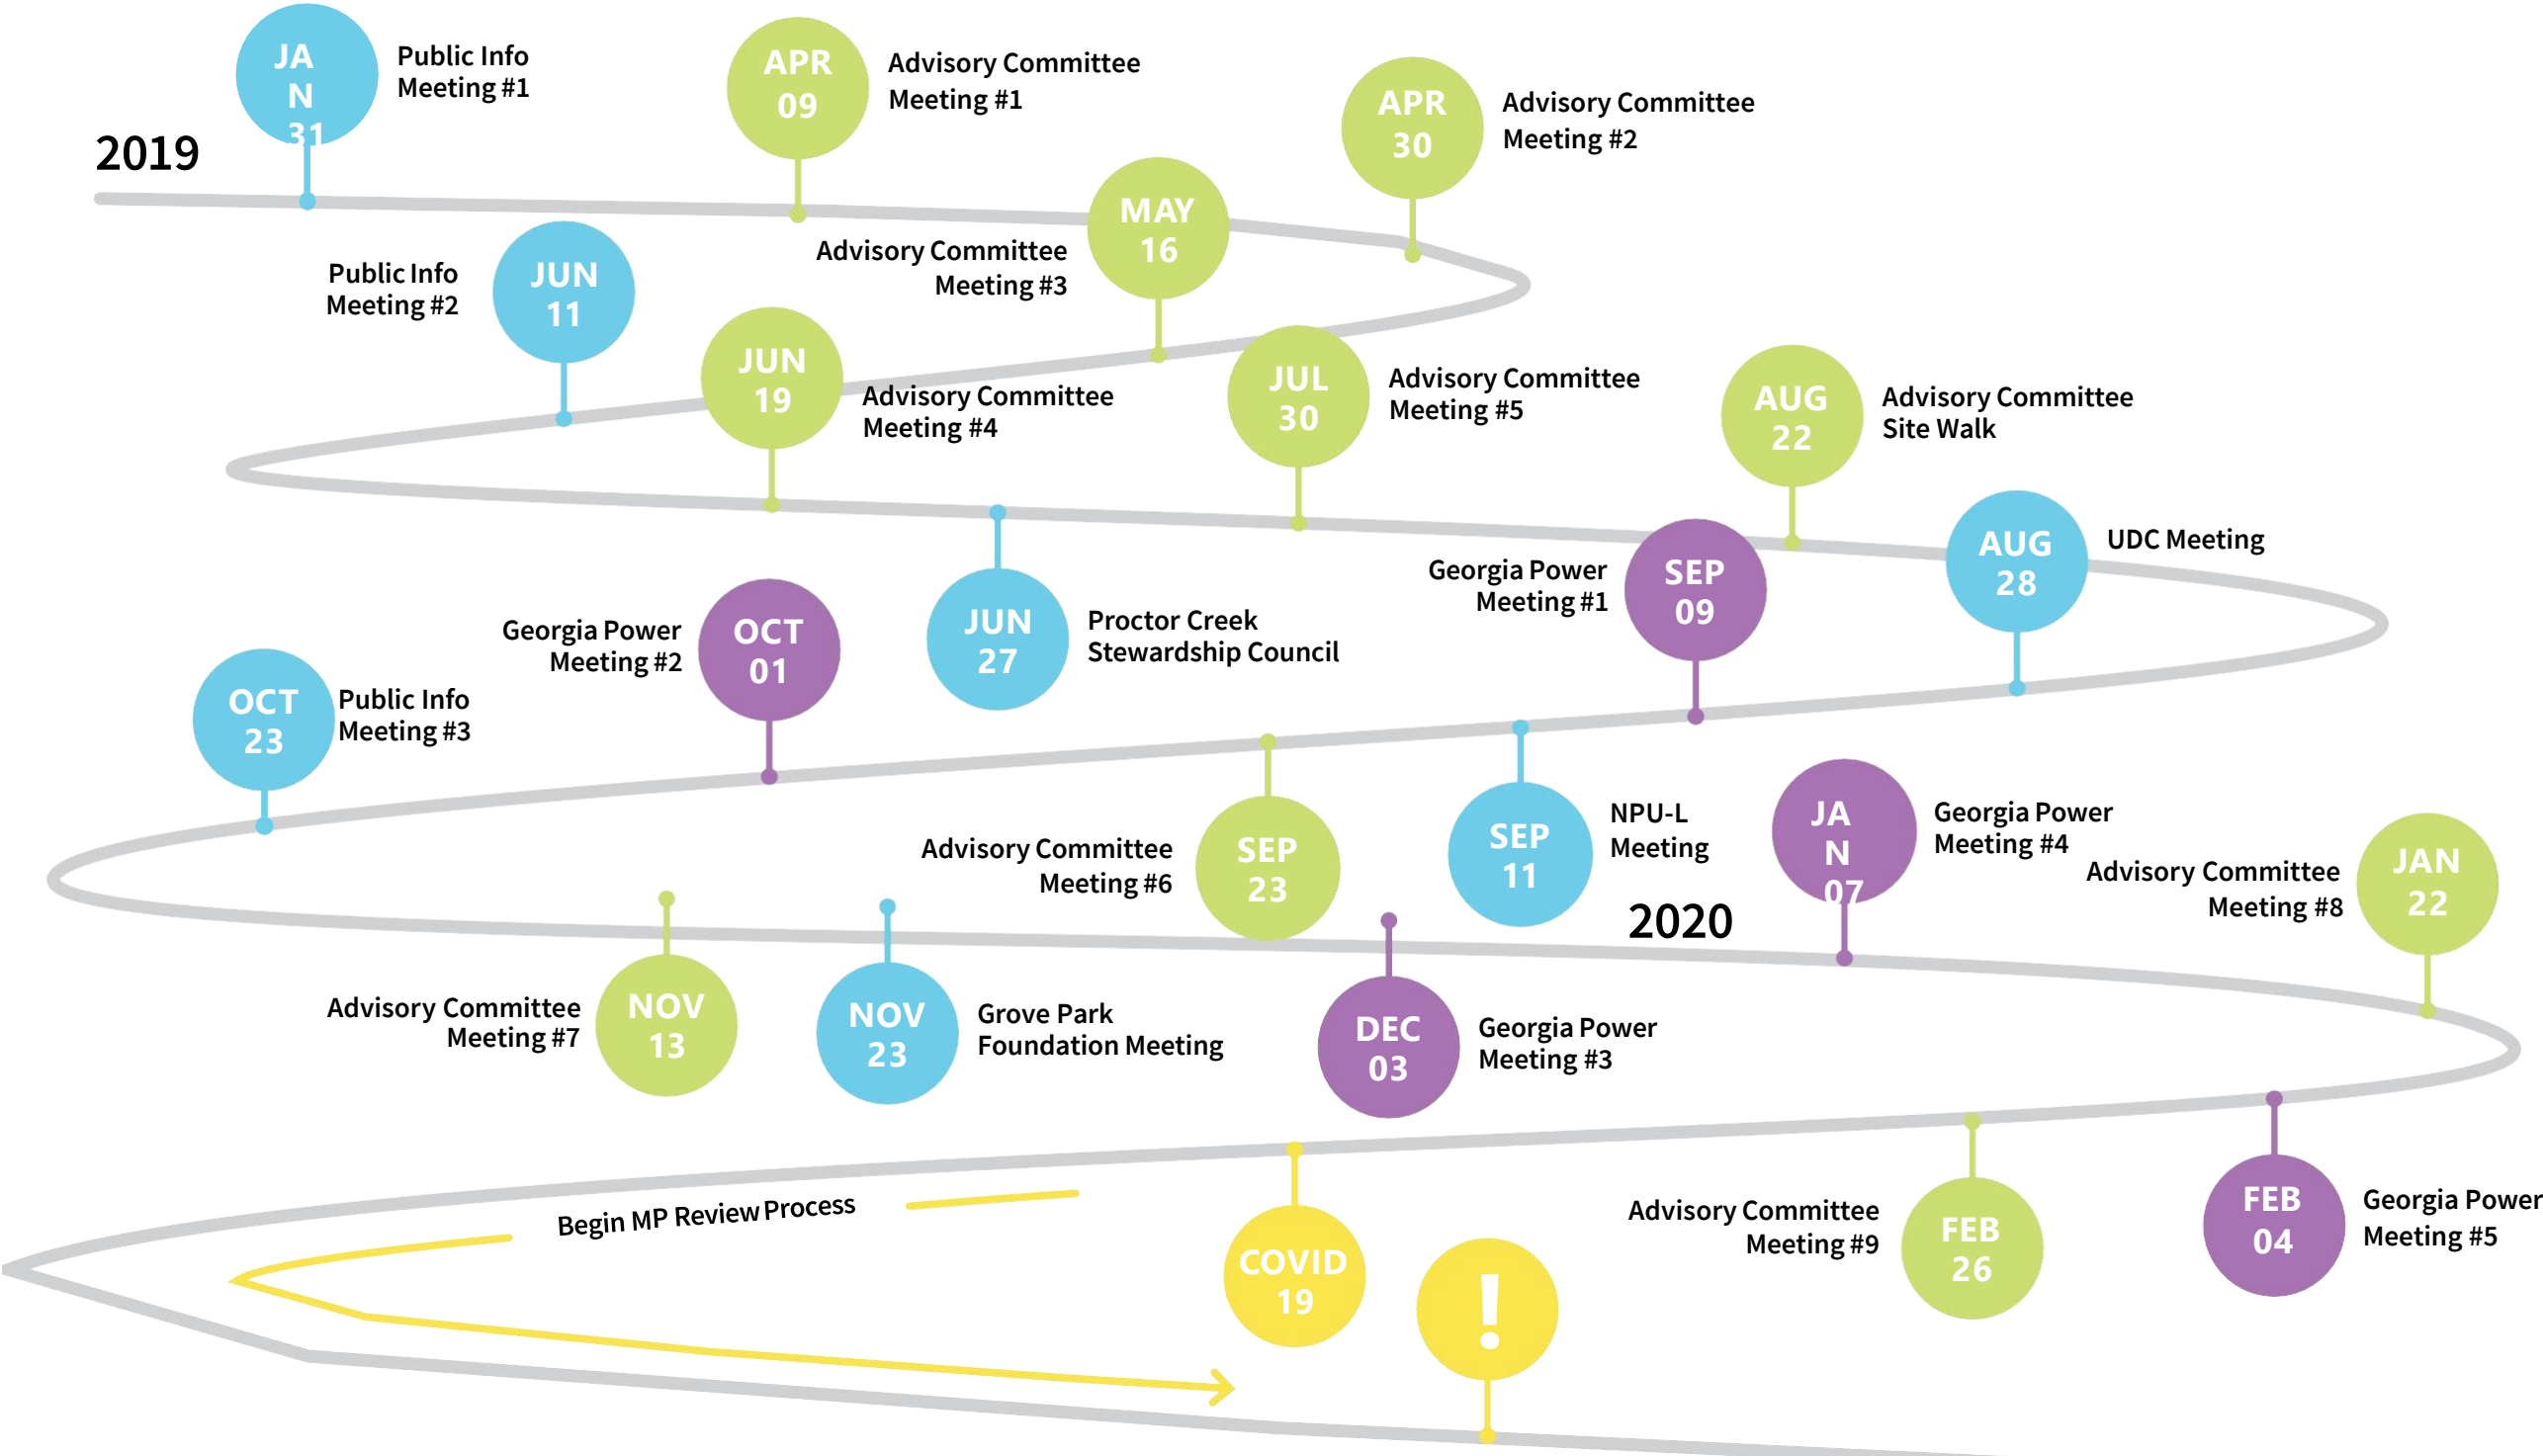 2019
JA
N
31
Public Info
Meeting #1
APR
09
Advisory Committee
Meeting #1
APR
30
Advisory Committee
Meeting #2
MAY
16
Advisory Committee
Meeting #3
JUN
11
Public Info
Meeting #2
JUN
19
Advisory Committee
Meeting #4
JUN
27
Proctor Creek
Stewardship Council
JUL
30
Advisory Committee
Meeting #5
AUG
22
Advisory Committee
Site Walk
AUG
28
UDC Meeting
SEP
09
Georgia Power
Meeting #1
SEP
11
NPU-L
Meeting
SEP
23
Advisory Committee
Meeting #6
OCT
01
Georgia Power
Meeting #2
OCT
23
Public Info
Meeting #3
NOV
13
Advisory Committee
Meeting #7
NOV
23
Grove Park
Foundation Meeting
DEC
03
Georgia Power
Meeting #3
2020
JA
N
07
Georgia Power
Meeting #4
JAN
22
Advisory Committee
Meeting #8
FEB
04
Georgia Power
Meeting #5
FEB
26
Advisory Committee
Meeting #9
COVID
19
Begin MP Review Process
!